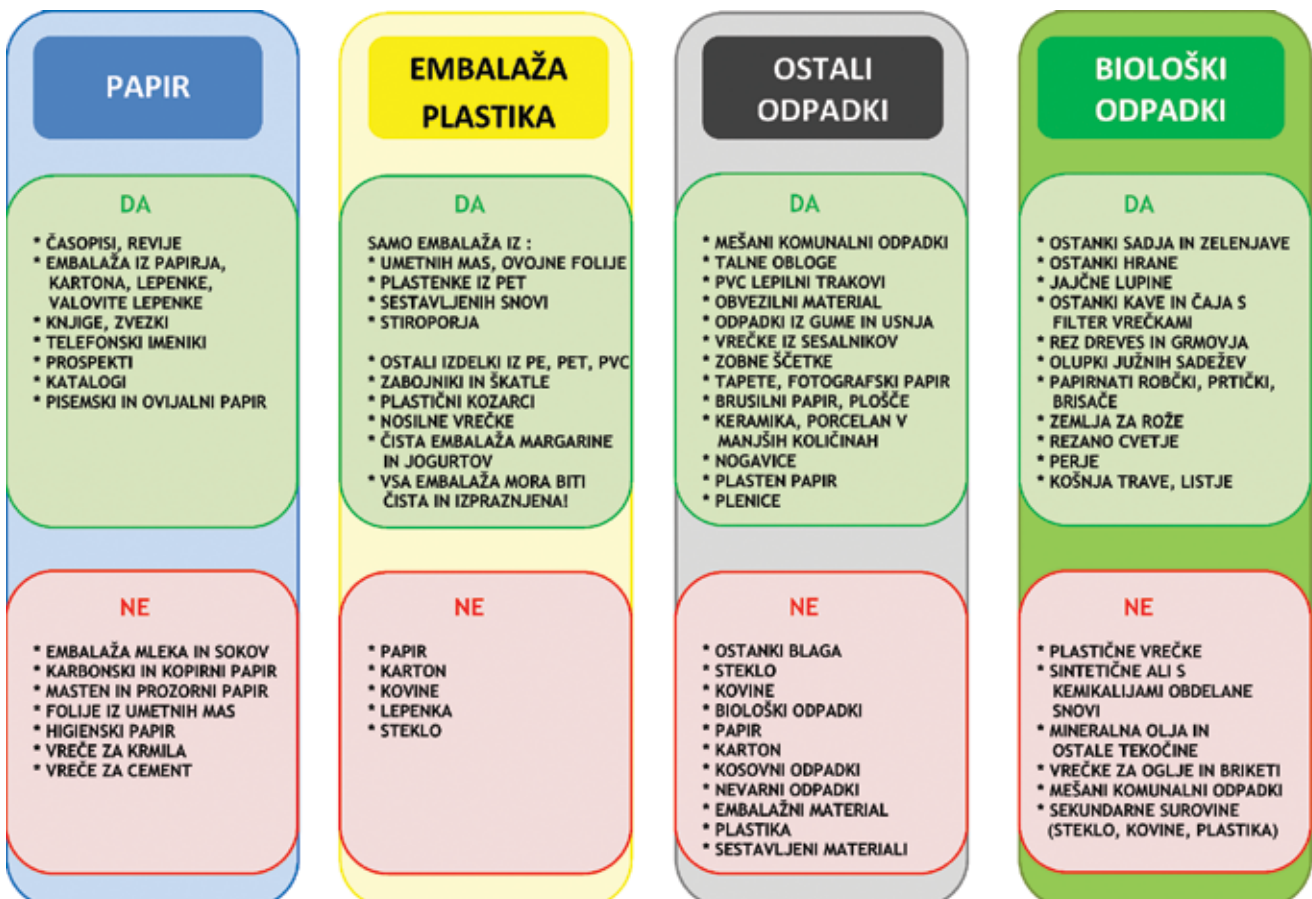 PAPIR
DA
* ČASOPISI, REVIJE
* EMBALAŽA IZ PAPIRJA,
KARTONA, LEPENKE,
VALOVITE LEPENKE
* KNJIGE, ZVEZKI
* TELEFONSKI IMENIKI
* PROSPEKTI
* KATALOGI
* PISEMSKI IN OVIJALNI PAPIR
NE
* EMBALAŽA MLEKA IN SOKOV
* KARBONSKI IN KOPIRNI PAPIR
* MASTEN IN PROZORNI PAPIR
* FOLIJE IZ UMETNIH MAS
* HIGIENSKI PAPIR
* VREČE ZA KRMILA
* VREČE ZA CEMENT
EMBALAŽA
PLASTIKA
DA
SAMO EMBALAŽA IZ :
* UMETNIH MAS, OVOJNE FOLIJE
* PLASTENKE IZ PET
* SESTAVLJENIH SNOVI
* STIROPORJA
* OSTALI IZDELKI IZ PE, PET, PVC
* ZABOJNIKI IN ŠKATLE
* PLASTIČNI KOZARCI
* NOSILNE VREČKE
* ČISTA EMBALAŽA MARGARINE
IN JOGURTOV
* VSA EMBALAŽA MORA BITI
ČISTA IN IZPRAZNJENA!
NE
* PAPIR
* KARTON
* KOVINE
* LEPENKA
* STEKLO
OSTALI
ODPADKI
DA
* MEŠANI KOMUNALNI ODPADKI
* TALNE OBLOGE
* PVC LEPILNI TRAKOVI
* OBVEZILNI MATERIAL
* ODPADKI IZ GUME IN USNJA
* VREČKE IZ SESALNIKOV
* ZOBNE ŠČETKE
* TAPETE, FOTOGRAFSKI PAPIR
* BRUSILNI PAPIR, PLOŠČE
* KERAMIKA, PORCELAN V
MANJŠIH KOLIČINAH
* NOGAVICE
* PLASTEN PAPIR
* PLENICE
NE
* OSTANKI BLAGA
* STEKLO
* KOVINE
* BIOLOŠKI ODPADKI
* PAPIR
* KARTON
* KOSOVNI ODPADKI
* NEVARNI ODPADKI
* EMBALAŽNI MATERIAL
* PLASTIKA
* SESTAVLJENI MATERIALI
BIOLOŠKI
ODPADKI
DA
* OSTANKI SADJA IN ZELENJAVE
* OSTANKI HRANE
* JAJČNE LUPINE
* OSTANKI KAVE IN ČAJA S
FILTER VREČKAMI
* REZ DREVES IN GRMOVJA
* OLUPKI JUŽNIH SADEŽEV
* PAPIRNATI ROBČKI, PRTIČKI,
BRISAČE
* ZEMLJA ZA ROŽE
* REZANO CVETJE
* PERJE
* KOŠNJA TRAVE, LISTJE
NE
* PLASTIČNE VREČKE
* SINTETIČNE ALI S
KEMIKALIJAMI OBDELANE
SNOVI
* MINERALNA OLJA IN
OSTALE TEKOČINE
* VREČKE ZA OGLJE IN BRIKETI
* MEŠANI KOMUNALNI ODPADKI
* SEKUNDARNE SUROVINE
(STEKLO, KOVINE, PLASTIKA)